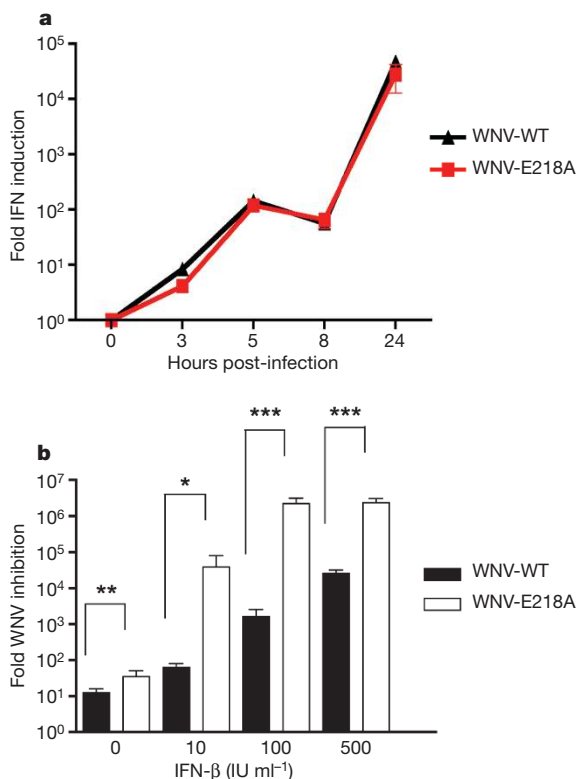 a
Fold IFN induction
10⁵
10⁴
10³
10²
10¹
10⁰
0 3 5 8 24
Hours post-infection
WNV-WT
WNV-E218A
b
Fold WNV inhibition
10⁷
10⁶
10⁵
10⁴
10³
10²
10¹
10⁰
** * *** ***
0 10 100 500
IFN-β (IU ml⁻¹)
WNV-WT
WNV-E218A